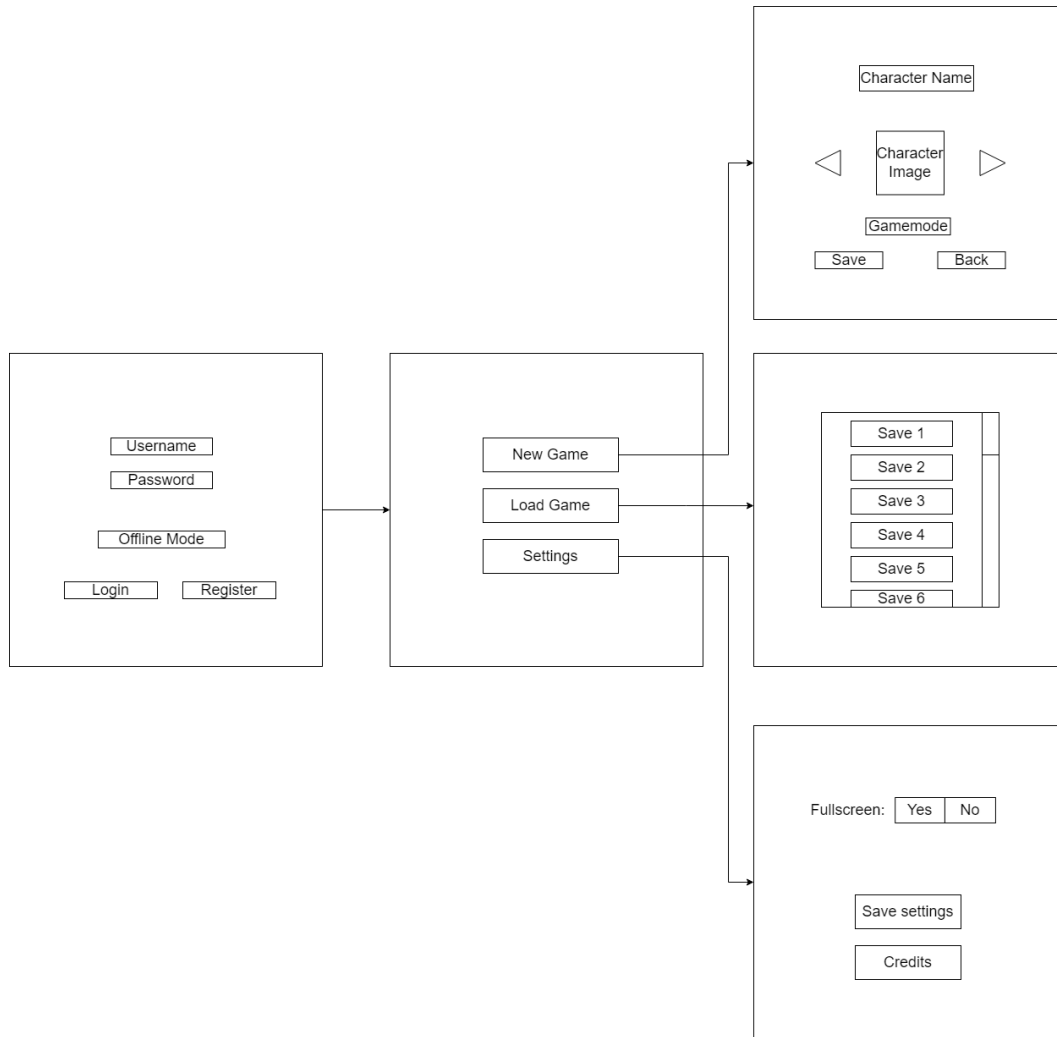 Character Name
Character
Image
Gamemode
Save
Back
Username
Password
Offline Mode
Login
Register
New Game
Load Game
Settings
Save 1
Save 2
Save 3
Save 4
Save 5
Save 6
Fullscreen:
Yes
No
Save settings
Credits